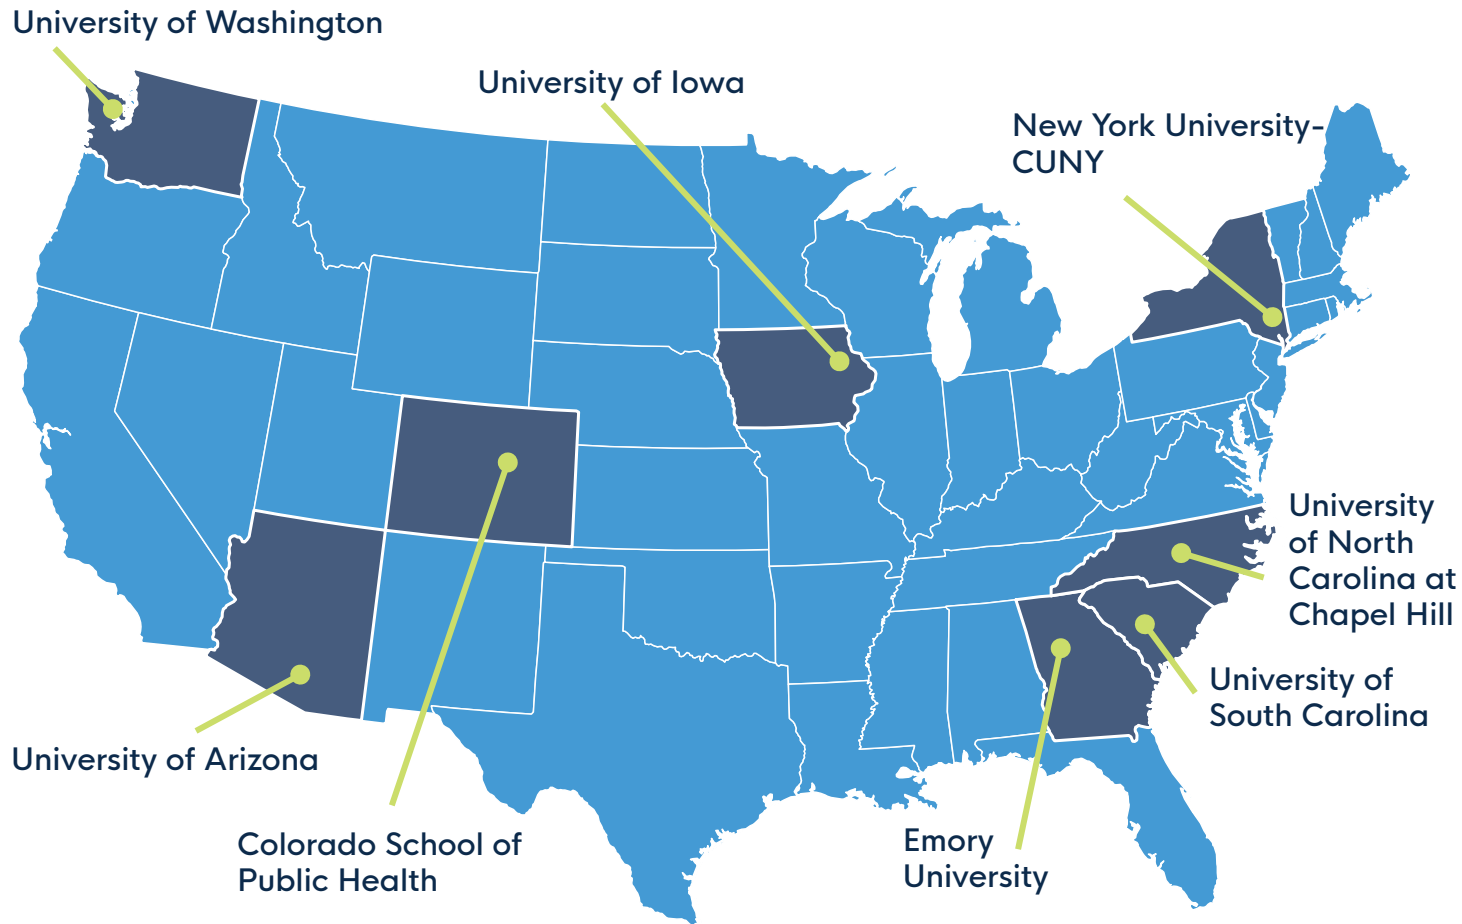 University of Washington
University of Iowa
New York University-
CUNY
University
of North
Carolina at
Chapel Hill
University of
South Carolina
University of Arizona
Colorado School of
Public Health
Emory
University